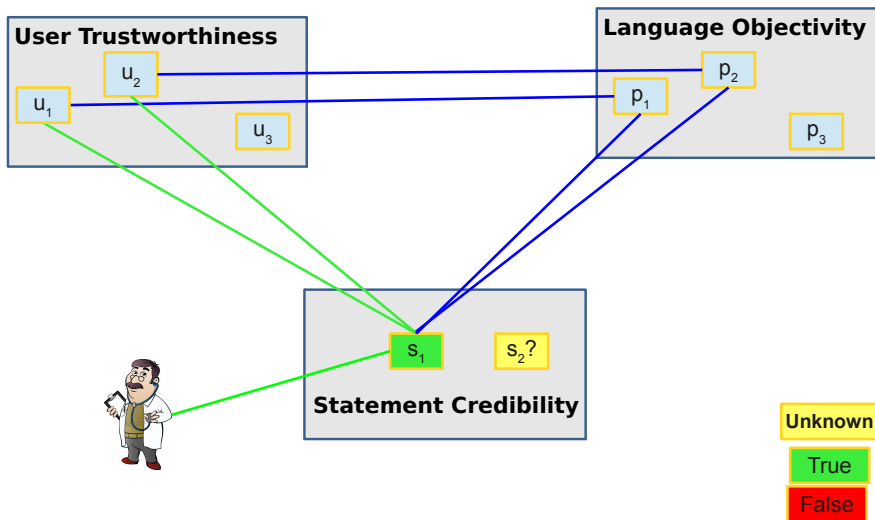 User Trustworthiness
u₂
u₁
u₃
Language Objectivity
p₂
p₁
p₃
s₁
s₂?
Statement Credibility
Unknown
True
False